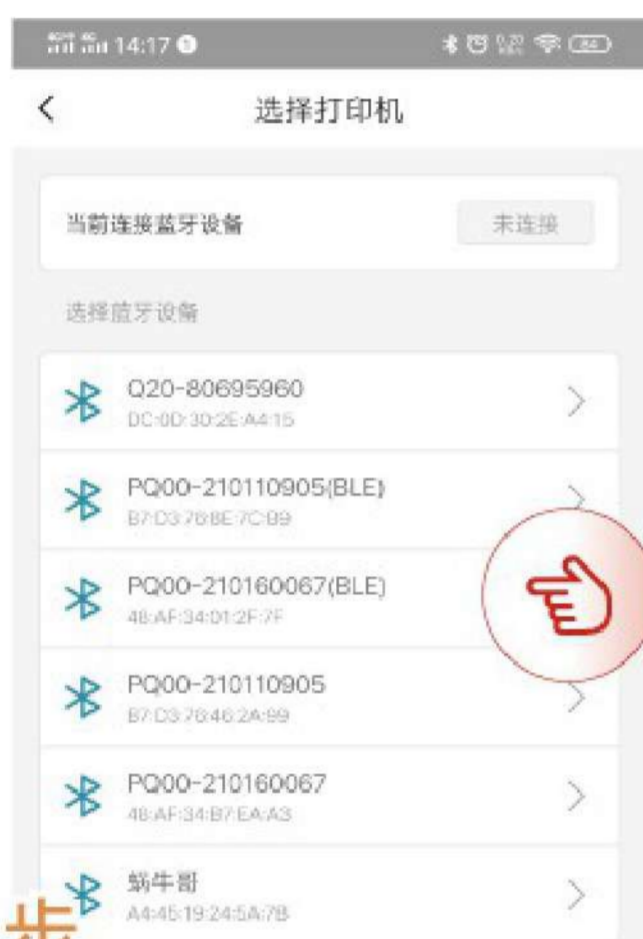 14:17
选择打印机
当前连接蓝牙设备
未连接
选择蓝牙设备
Q20-80695960
DC:0D:30:2E:A4:15
PQ00-210110905(BLE)
B7:D3:76:8E:7C:B9
PQ00-210160067(BLE)
48:AF:34:01:2F:7F
PQ00-210110905
B7:D3:76:46:2A:99
PQ00-210160067
48:AF:34:B7:EA:A3
蜗牛哥
A4:45:19:24:5A:7B